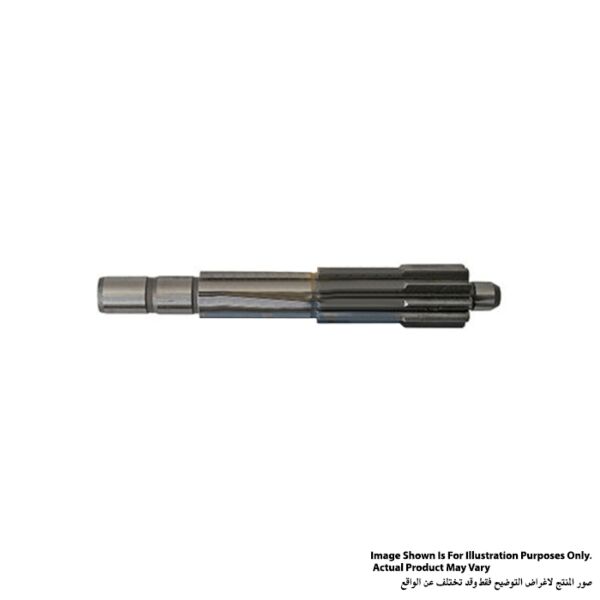 Image Shown Is For Illustration Purposes Only.
Actual Product May Vary
صور المنتج لاغراض التوضيح فقط وقد تختلف عن الواقع